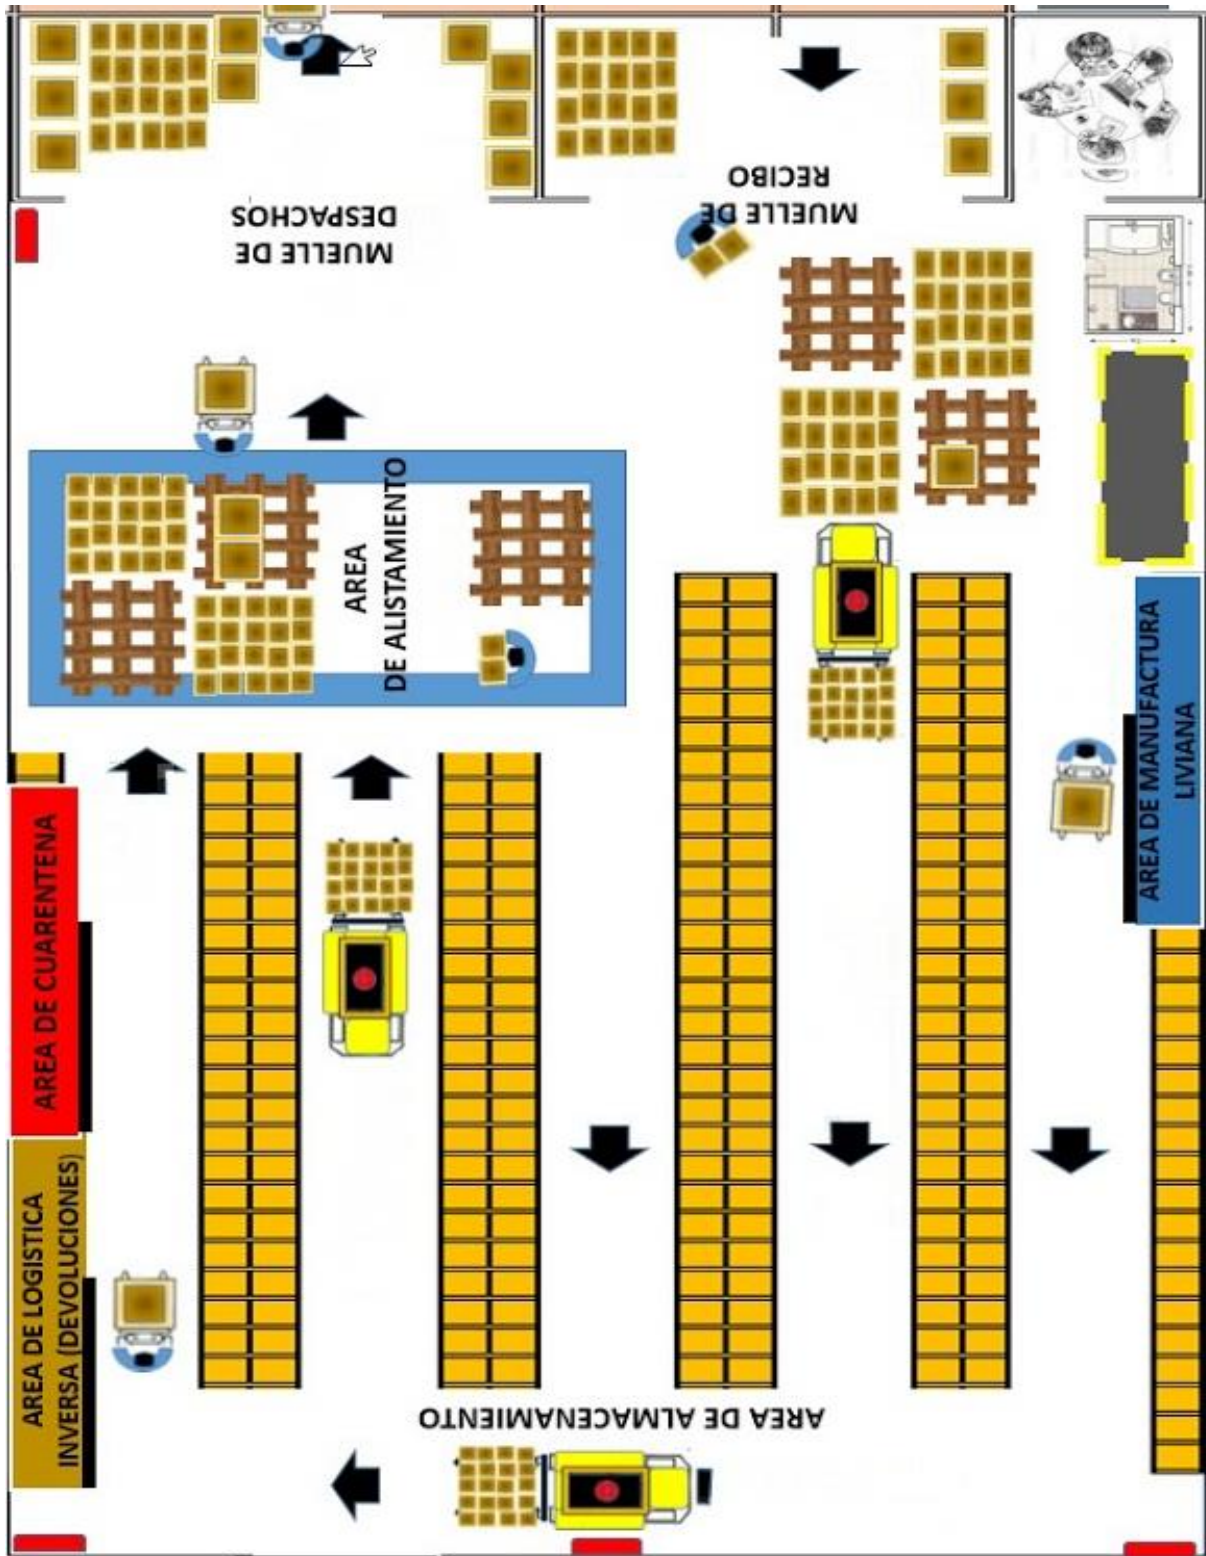 MUELLE DE
DESPACHOS
MUELLE DE
RECIBO
AREA
DE ALISTAMIENTO
AREA DE MANUFACTURA
LIVIANA
AREA DE CUARENTENA
AREA DE LOGISTICA
INVERSA (DEVOLUCIONES)
AREA DE ALMACENAMIENTO